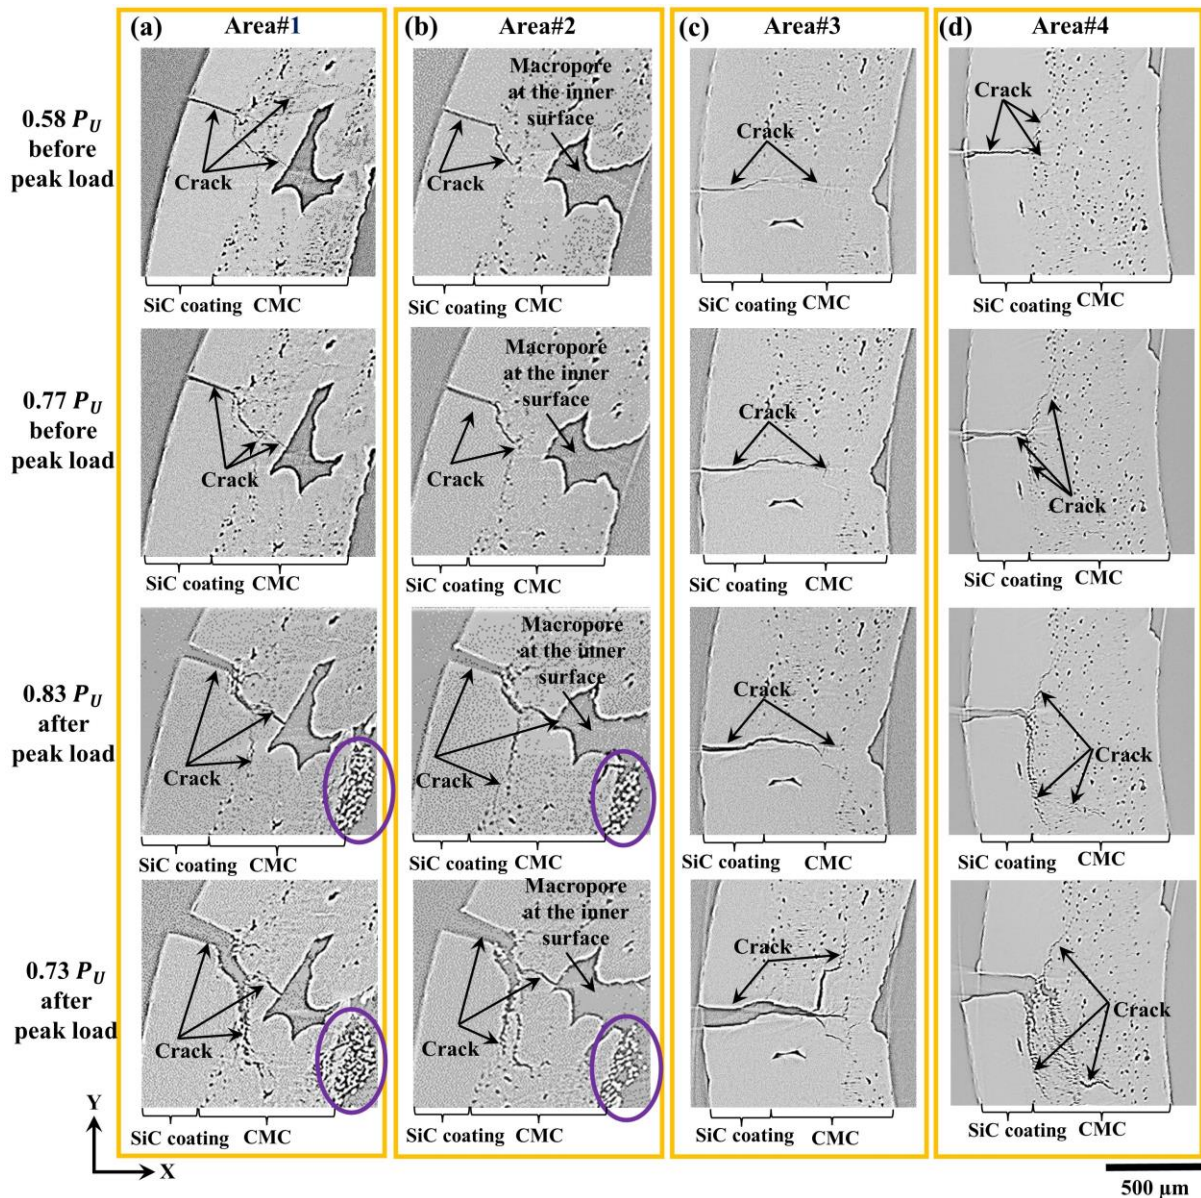 (a) Area#1
(b) Area#2
(c) Area#3
(d) Area#4
0.58 P_U
before
peak load
Crack
SiC coating CMC
Macropore
at the inner
surface
Crack
SiC coating CMC
Crack
SiC coating CMC
Crack
SiC coating CMC
0.77 P_U
before
peak load
Crack
SiC coating CMC
Macropore
at the inner
surface
Crack
SiC coating CMC
Crack
SiC coating CMC
Crack
SiC coating CMC
0.83 P_U
after
peak load
Crack
SiC coating CMC
Macropore
at the inner
surface
Crack
SiC coating CMC
Crack
SiC coating CMC
Crack
SiC coating CMC
0.73 P_U
after
peak load
Crack
SiC coating CMC
Macropore
at the inner
surface
Crack
SiC coating CMC
Crack
SiC coating CMC
Crack
SiC coating CMC
Y
X
500 µm